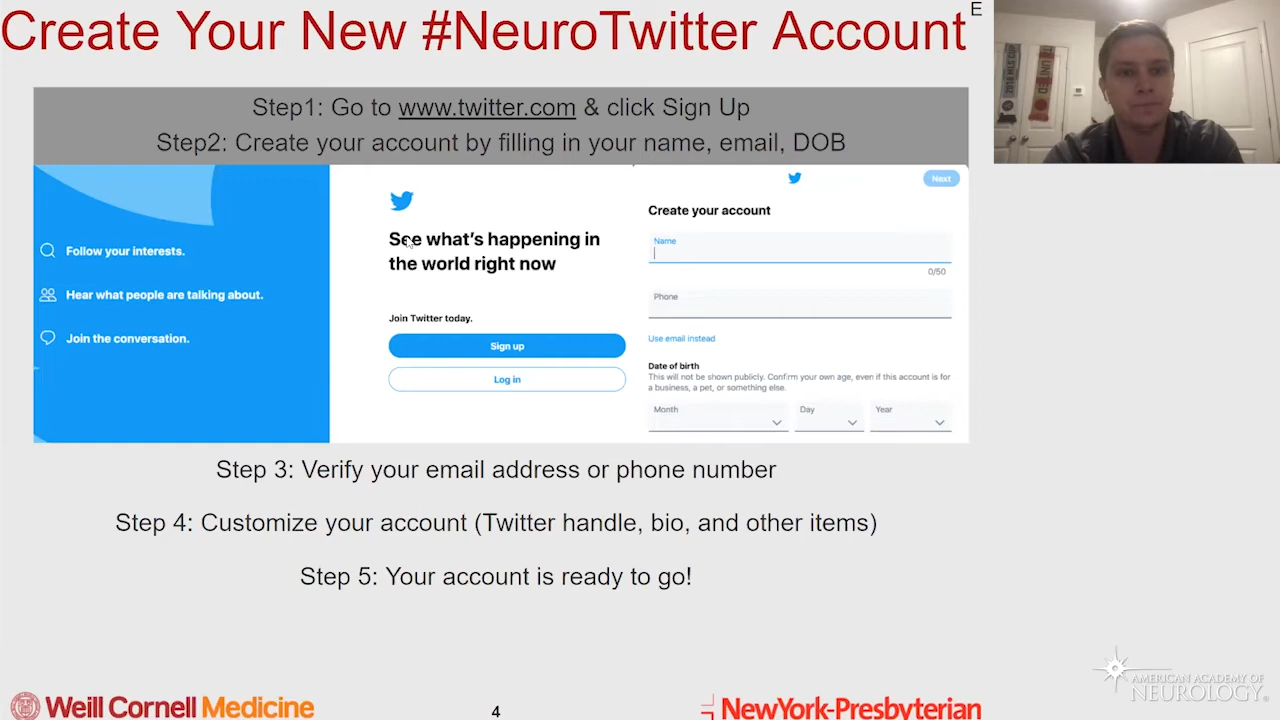 Create Your New #NeuroTwitter Account
E
Step1: Go to www.twitter.com & click Sign Up
Step2: Create your account by filling in your name, email, DOB
Follow your interests.
Hear what people are talking about.
Join the conversation.
See what's happening in
the world right now
Join Twitter today.
Sign up
Log in
Next
Create your account
Name
0/50
Phone
Use email instead
Date of birth
This will not be shown publicly. Confirm your own age, even if this account is for
a business, a pet, or something else.
Month
Day
Year
Step 3: Verify your email address or phone number
Step 4: Customize your account (Twitter handle, bio, and other items)
Step 5: Your account is ready to go!
Weill Cornell Medicine
4
NewYork-Presbyterian
AMERICAN ACADEMY OF
NEUROLOGY®
UNITED